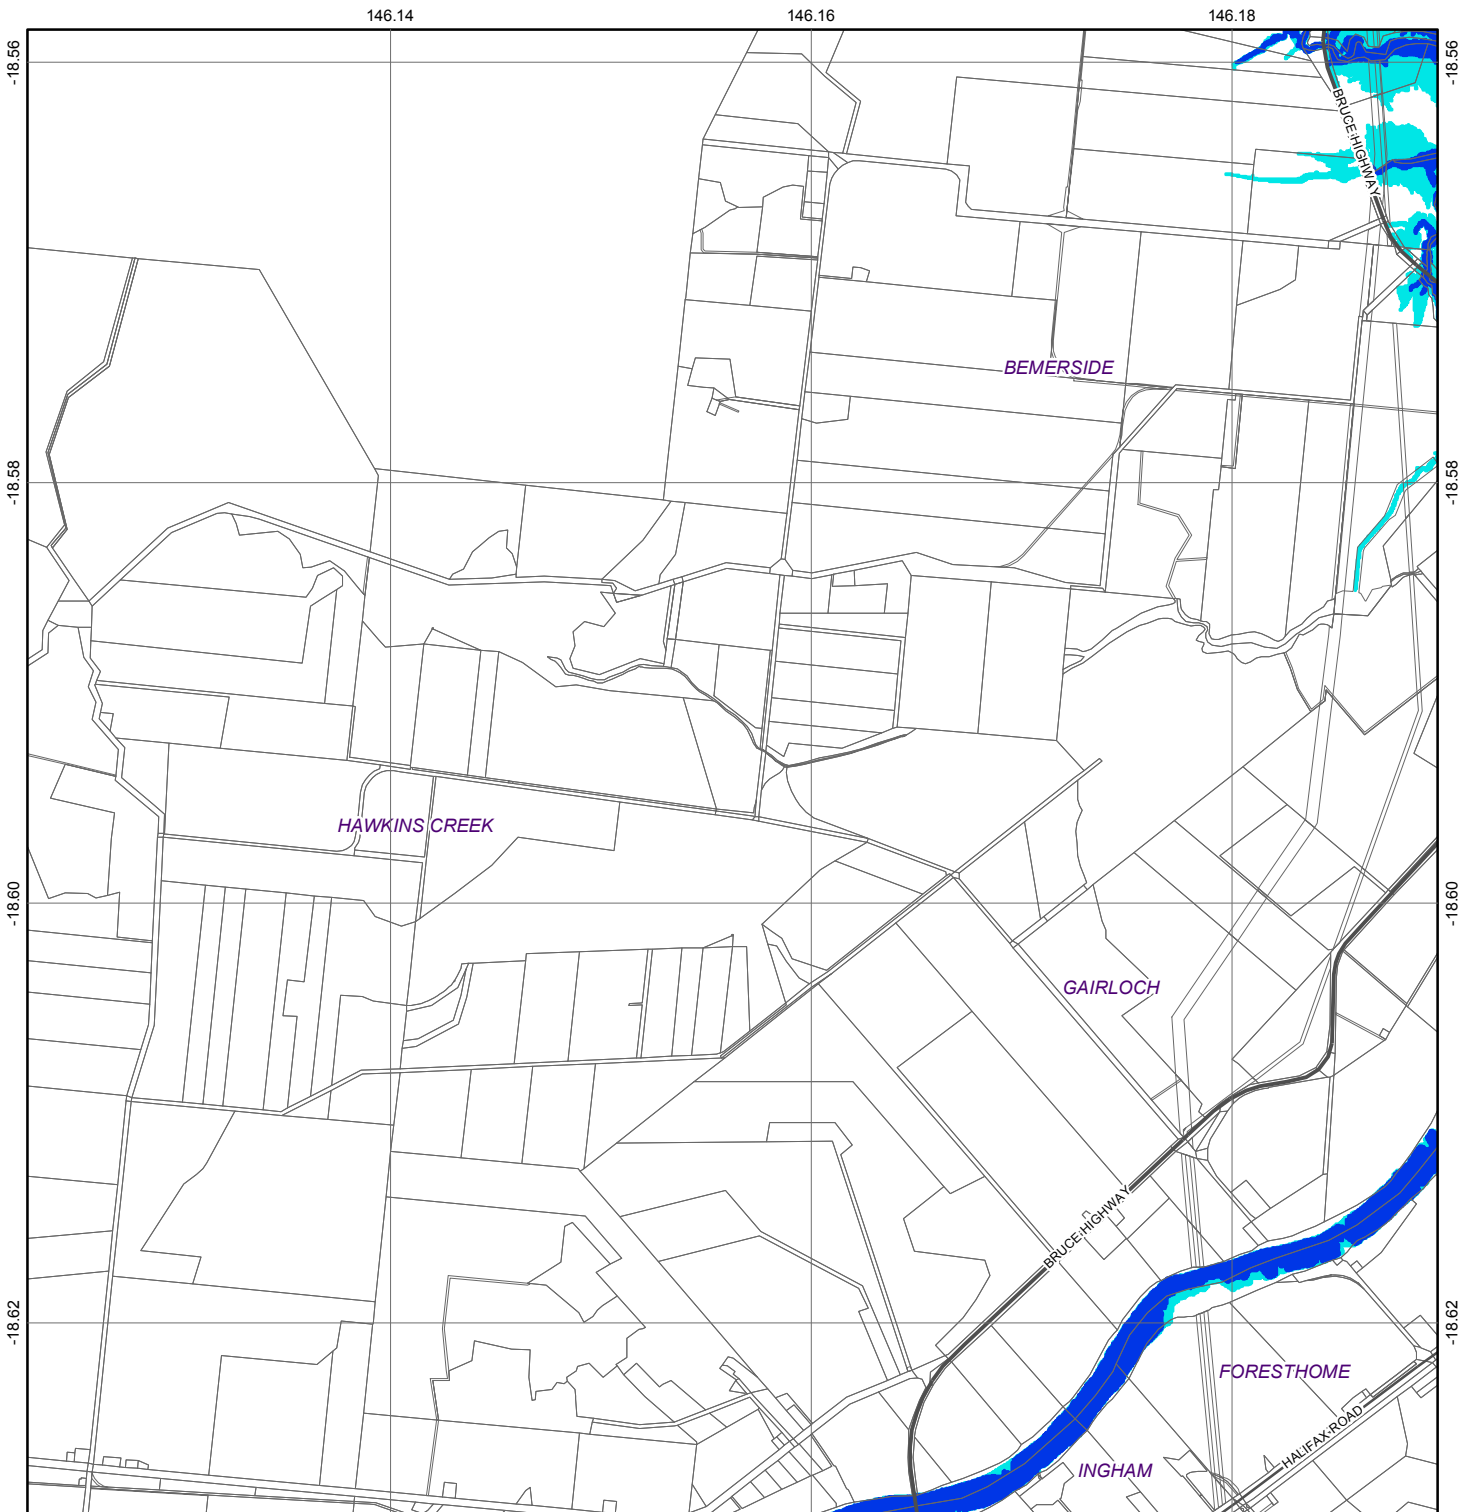 146.14
146.16
146.18
-18.56
-18.56
BRUCE HIGHWAY
BEMERSIDE
-18.58
-18.58
HAWKINS CREEK
-18.60
-18.60
GAIRLOCH
BRUCE HIGHWAY
-18.62
-18.62
FORESTHOME
HALIFAX ROAD
INGHAM